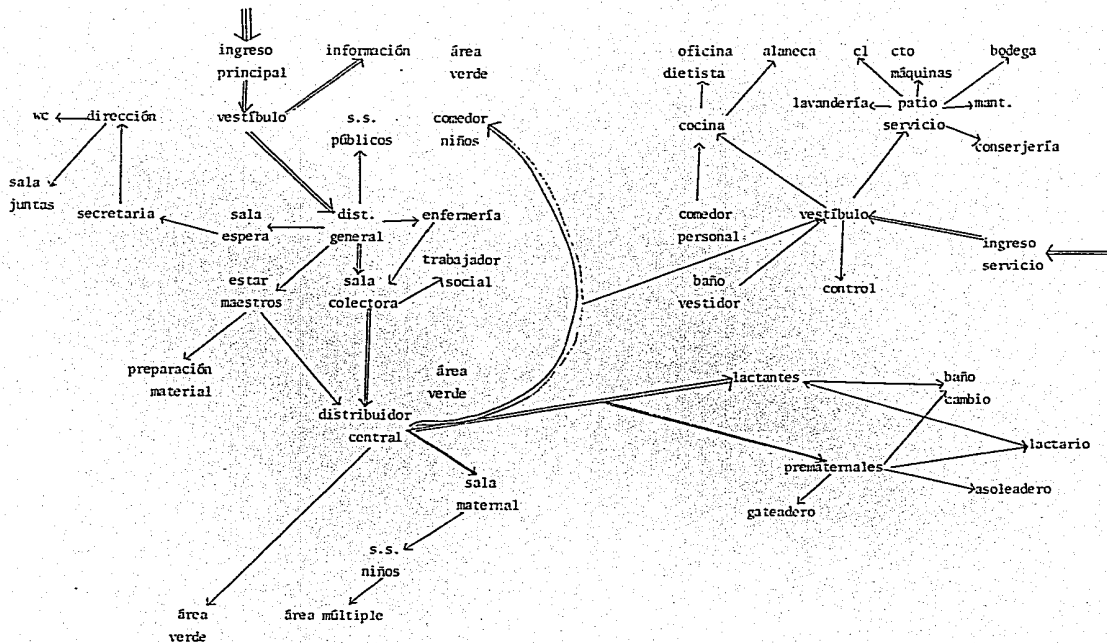 ingreso
principal
información
área
verde
oficina
dietista
alaneca
cl
cto
máquinas
bodega
wc
dirección
vestíbulo
s.s.
públicos
comedor
niños
cocina
lavandería
patio
servicio
mant.
conserjería
sala
juntas
secretaria
sala
espera
dist.
general
enfermería
comedor
personal
vestíbulo
ingreso
servicio
trabajador
social
estar
maestros
sala
colectora
baño
vestidor
control
preparación
material
área
verde
lactantes
baño
cambio
distribuidor
central
lactario
prematernales
asoleadero
gateadero
sala
maternal
s.s.
niños
área
verde
área múltiple